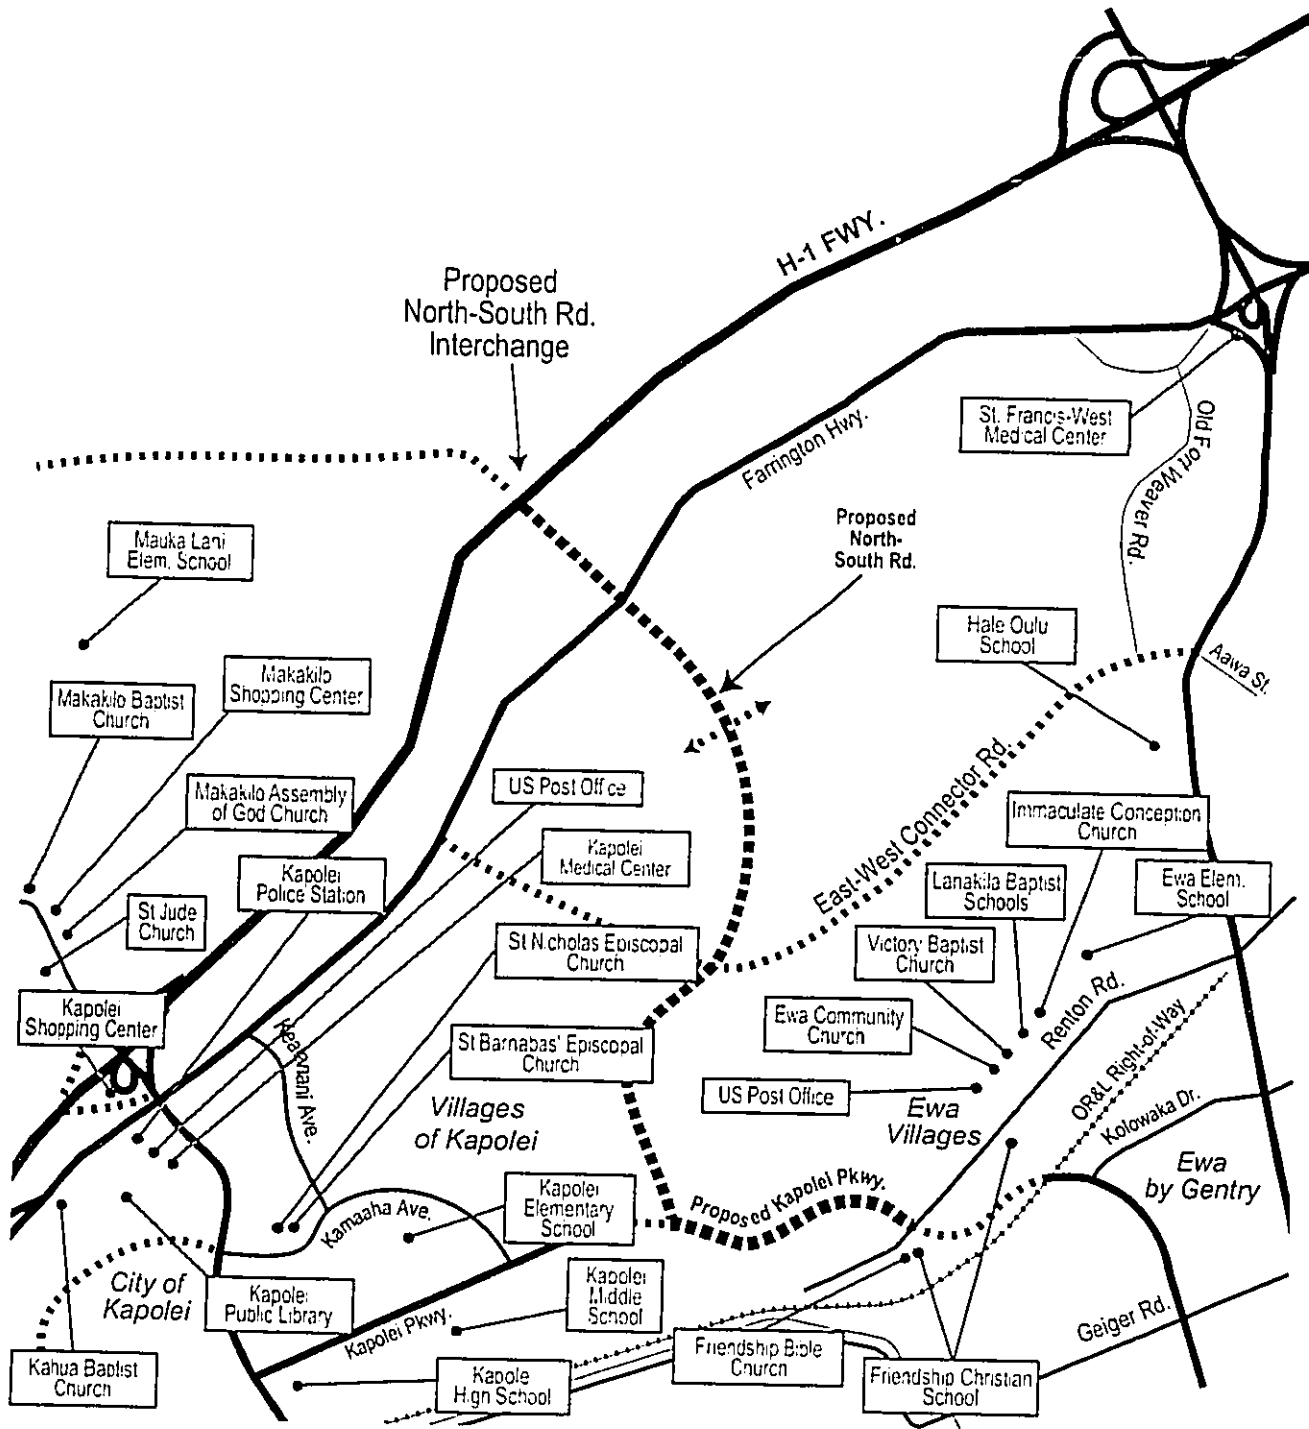 H-1 FWY.
Proposed
North-South Rd.
Interchange
Farrington Hwy.
St. Francis-West
Medical Center
Old Fort Weaver Rd.
Proposed
North-
South Rd.
Mauka Lani
Elem. School
Hale Oulu
School
Aawa St.
Makakilo
Shopping Center
Makakilo Baptist
Church
East-West Connector Rd.
US Post Office
Makakilo Assembly
of God Church
Immaculate Conception
Church
Kapolei
Medical Center
Kapolei
Police Station
Lanakila Baptist
Schools
Ewa Elem.
School
St Jude
Church
St Nicholas Episcopal
Church
Victory Baptist
Church
Renton Rd.
Kapolei
Shopping Center
Ewa Community
Church
OR&L Right-of-Way
St Barnabas' Episcopal
Church
US Post Office
Villages
of Kapolei
Ewa
Villages
Kolowaka Dr.
Ewa
by Gentry
Kapolei
Elementary
School
Proposed Kapolei Pkwy.
Kamaaha Ave.
City of
Kapolei
Kapolei
Public Library
Kapolei
Middle
School
Kapolei Pkwy.
Geiger Rd.
Friendship Bible
Church
Kahua Baptist
Church
Kapole
High School
Friendship Christian
School